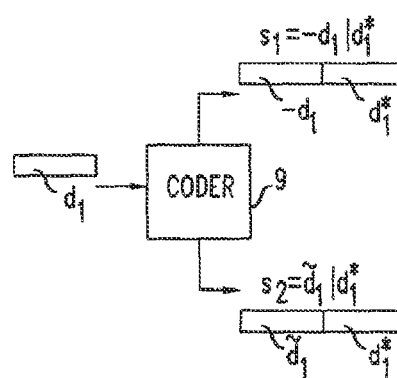 s₁=-d₁|d₁*
-d₁ d₁*
d₁
CODER
9
s₂=d̃₁|d₁*
d̃₁ d₁*